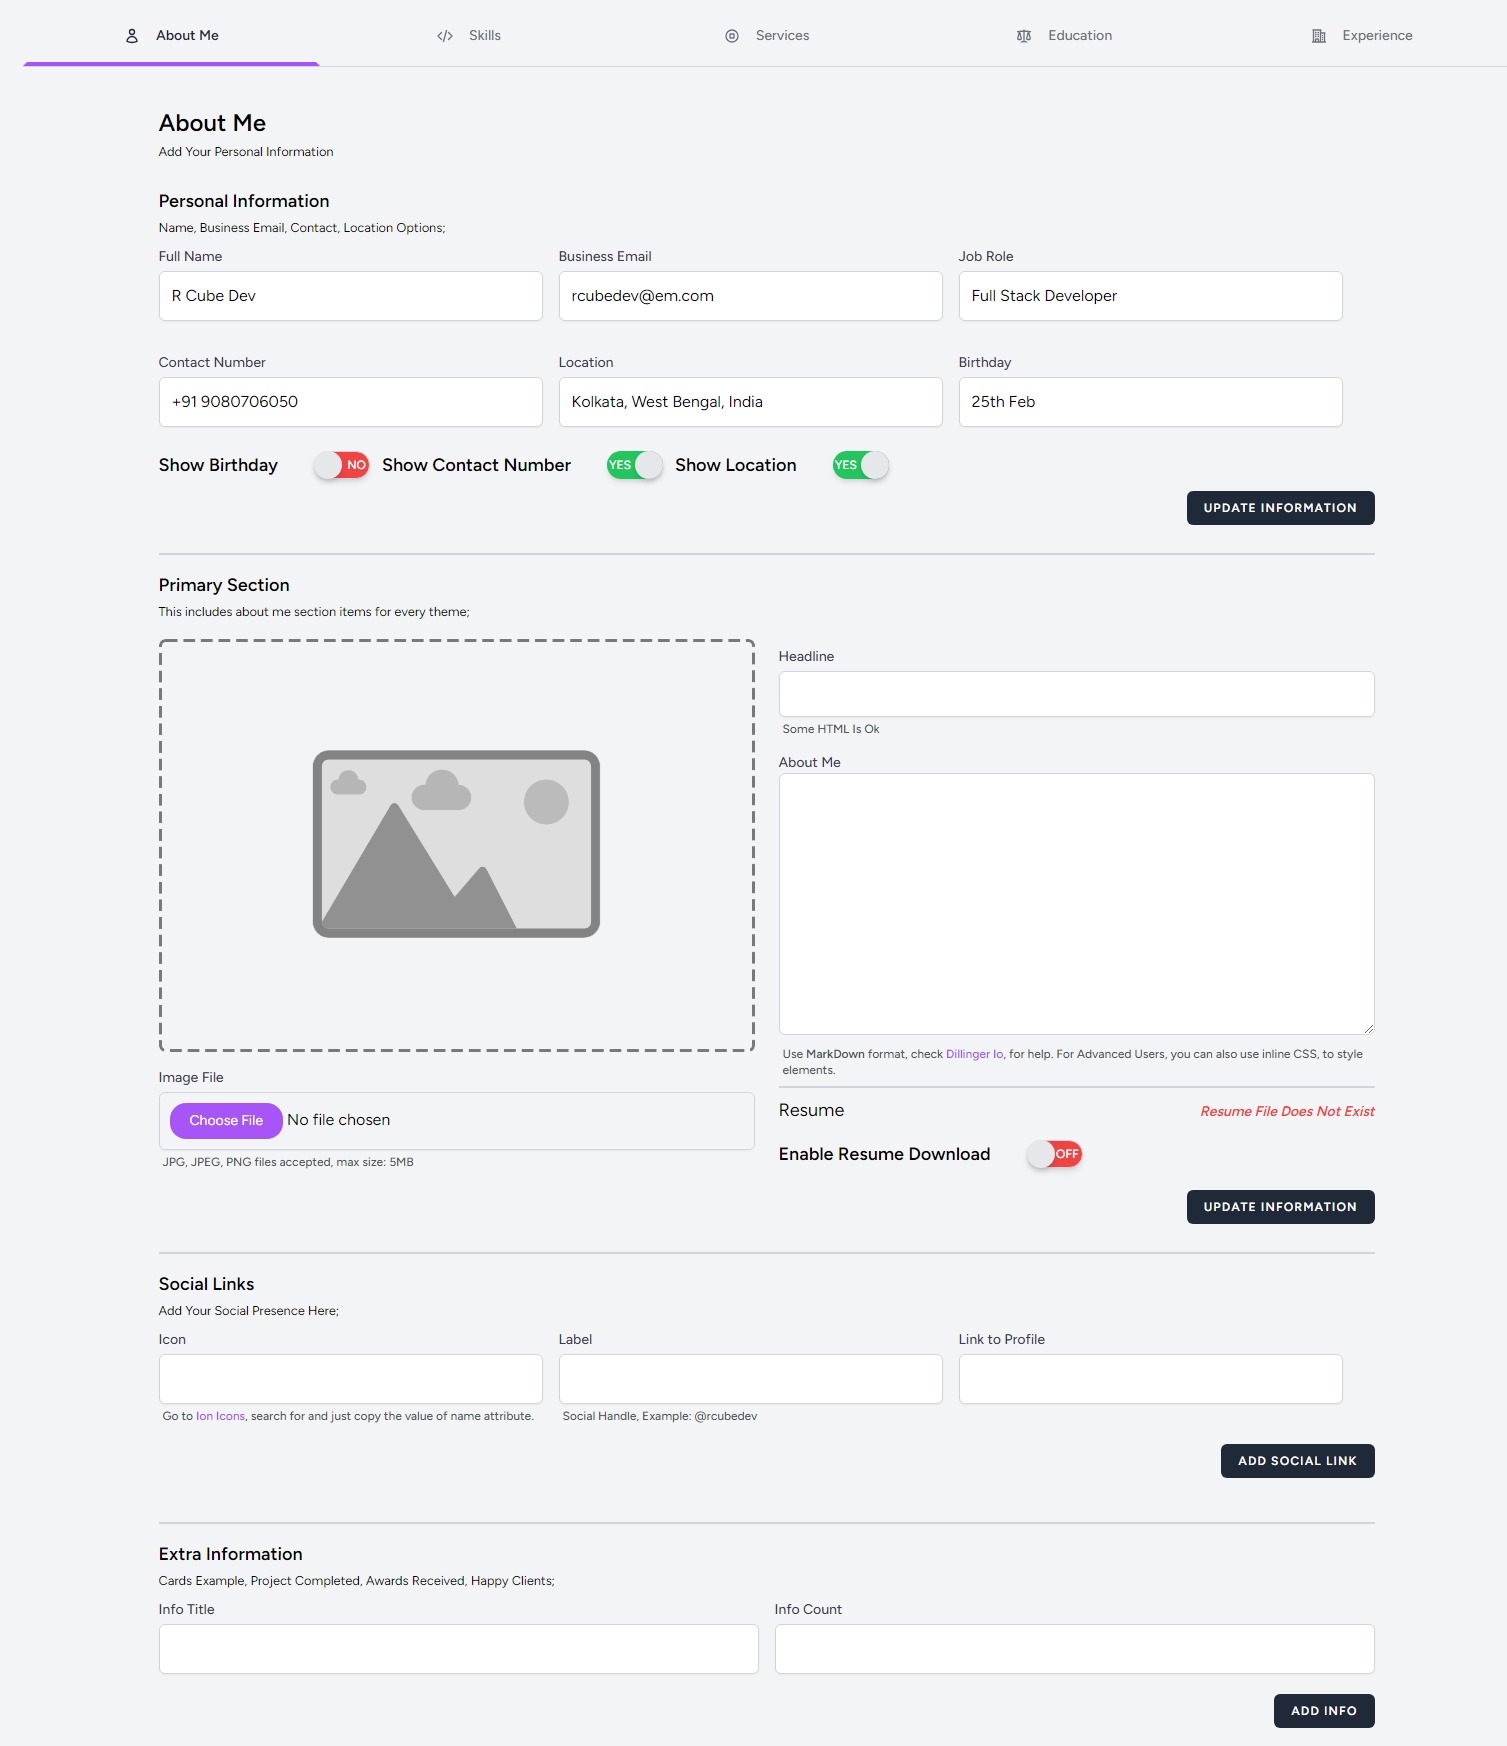 About Me
Skills
Services
Education
Experience
About Me
Add Your Personal Information
Personal Information
Name, Business Email, Contact, Location Options;
Full Name
Business Email
Job Role
R Cube Dev
rcubedev@em.com
Full Stack Developer
Contact Number
Location
Birthday
+91 9080706050
Kolkata, West Bengal, India
25th Feb
Show Birthday NO Show Contact Number YES Show Location YES
UPDATE INFORMATION
Primary Section
This includes about me section items for every theme;
Headline
Some HTML Is Ok
About Me
Use MarkDown format, check Dillinger Io, for help. For Advanced Users, you can also use inline CSS, to style
elements.
Image File
Choose File No file chosen
JPG, JPEG, PNG files accepted, max size: 5MB
Resume
Resume File Does Not Exist
Enable Resume Download OFF
UPDATE INFORMATION
Social Links
Add Your Social Presence Here;
Icon
Label
Link to Profile
Go to Ion Icons, search for and just copy the value of name attribute.
Social Handle, Example: @rcubedev
ADD SOCIAL LINK
Extra Information
Cards Example, Project Completed, Awards Received, Happy Clients;
Info Title
Info Count
ADD INFO